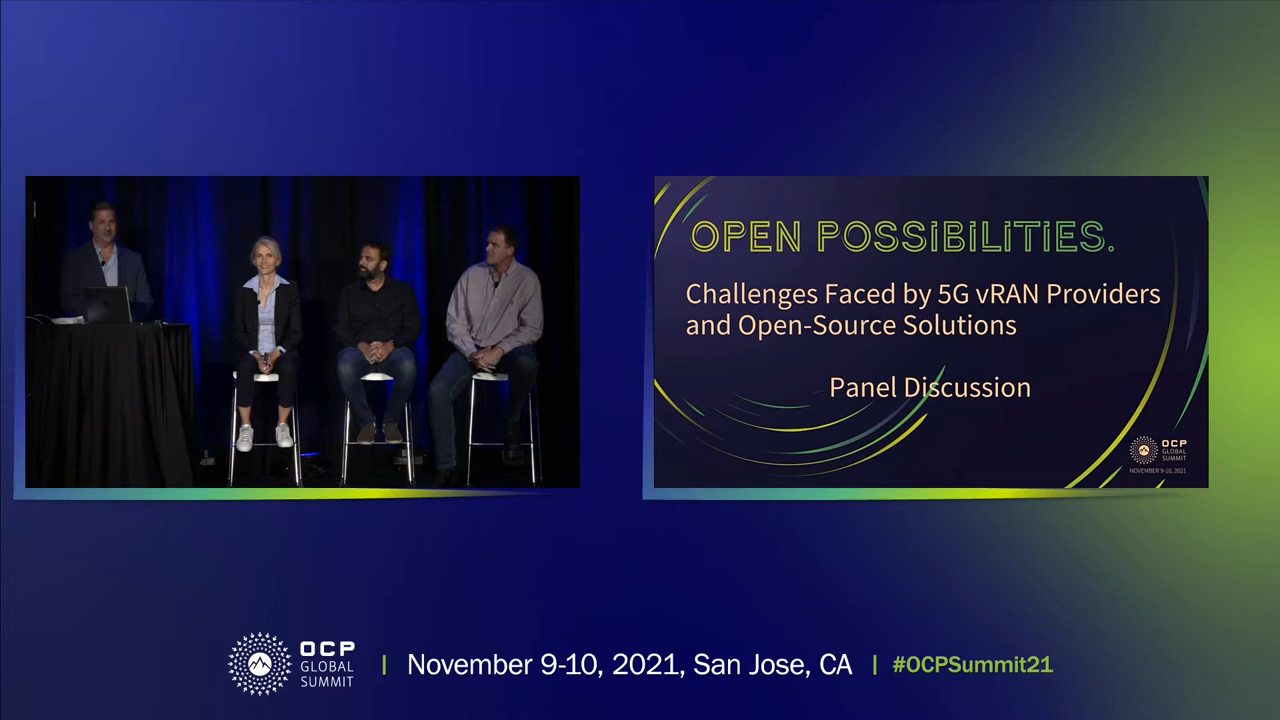 OPEN POSSIBILITIES.
Challenges Faced by 5G vRAN Providers
and Open-Source Solutions
Panel Discussion
OCP
GLOBAL
SUMMIT
NOVEMBER 9-10, 2021
OCP
GLOBAL
SUMMIT
November 9-10, 2021, San Jose, CA
#OCPSummit21